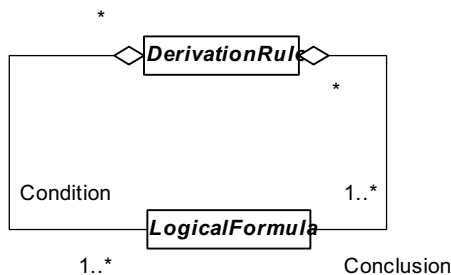 *
DerivationRule
*
Condition
1..*
LogicalFormula
1..*
Conclusion